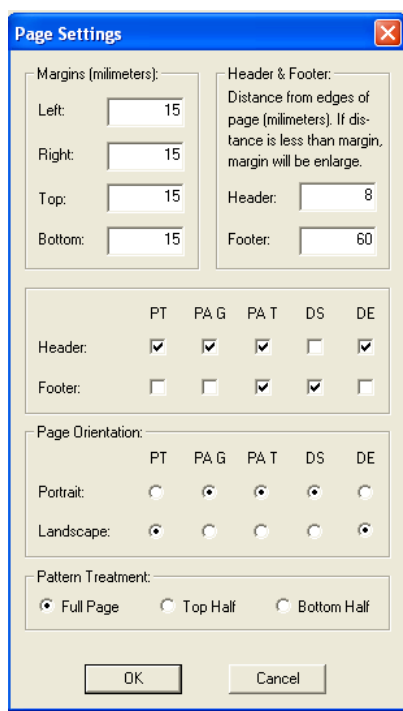 Page Settings
Margins (milimeters):
Left: 15
Right: 15
Top: 15
Bottom: 15
Header & Footer:
Distance from edges of
page (milimeters). If dis-
tance is less than margin,
margin will be enlarge.
Header: 8
Footer: 60
PT PA G PA T DS DE
Header:
Footer:
Page Orientation:
PT PA G PA T DS DE
Portrait:
Landscape:
Pattern Treatment:
Full Page Top Half Bottom Half
OK Cancel